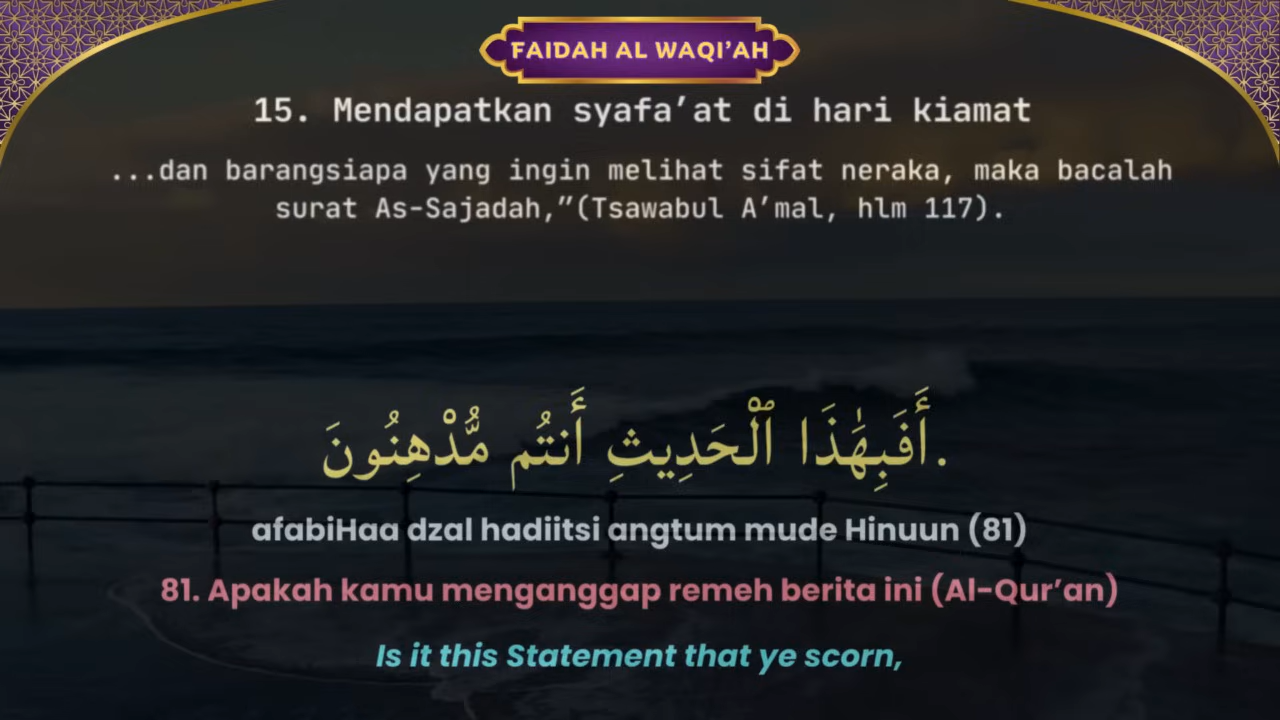 FAIDAH AL WAQI’AH
15. Mendapatkan syafa’at di hari kiamat
...dan barangsiapa yang ingin melihat sifat neraka, maka bacalah
surat As-Sajadah,”(Tsawabul A’mal, hlm 117).
أَفَبِهَٰذَا ٱلْحَدِيثِ أَنتُم مُّدْهِنُونَ.
afabiHaa dzal hadiitsi angtum mude Hinuun (81)
81. Apakah kamu menganggap remeh berita ini (Al-Qur’an)
Is it this Statement that ye scorn,